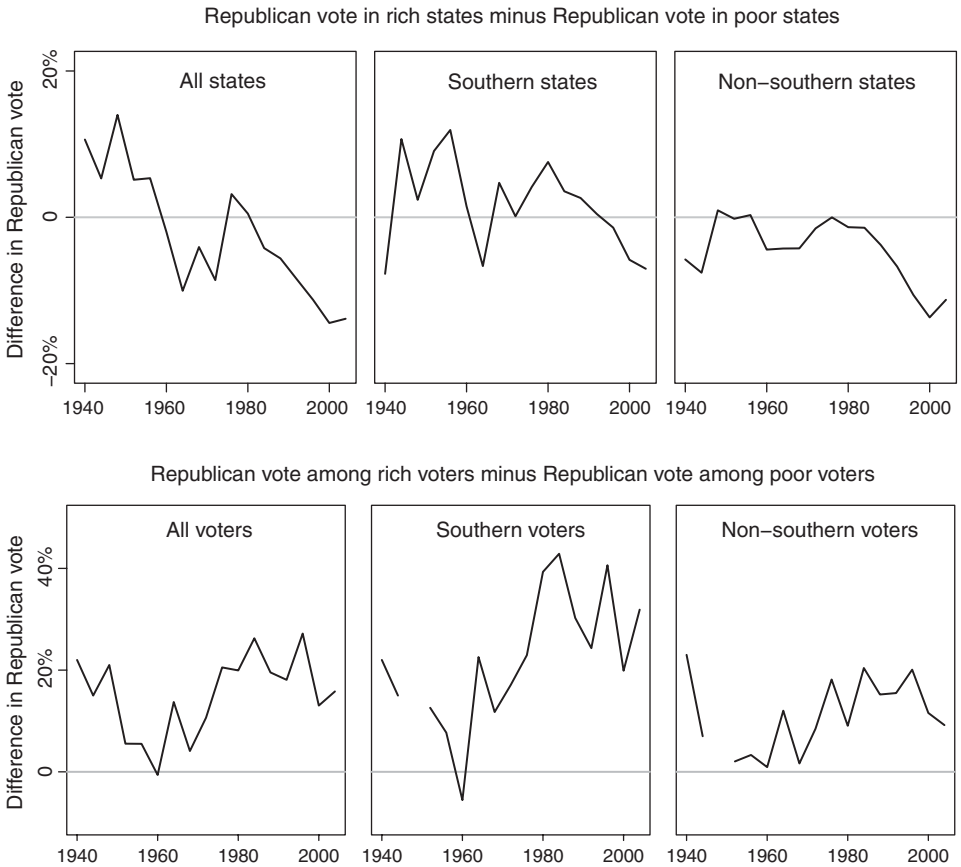 Republican vote in rich states minus Republican vote in poor states
Difference in Republican vote
20%
0
−20%
All states
Southern states
Non−southern states
1940 1960 1980 2000 1940 1960 1980 2000 1940 1960 1980 2000
Republican vote among rich voters minus Republican vote among poor voters
Difference in Republican vote
40%
20%
0
All voters
Southern voters
Non−southern voters
1940 1960 1980 2000 1940 1960 1980 2000 1940 1960 1980 2000